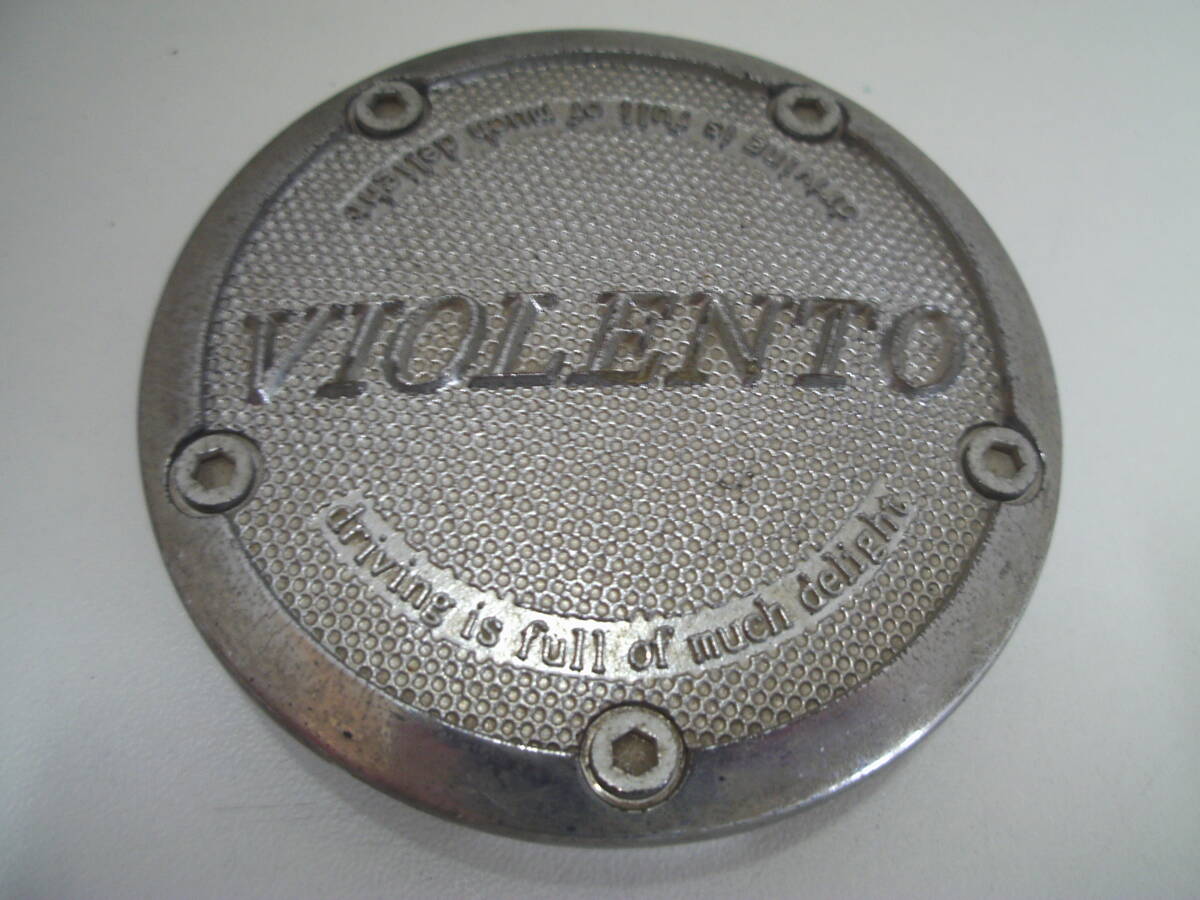 driving is full of much delight
VIOLENTO
driving is full of much delight